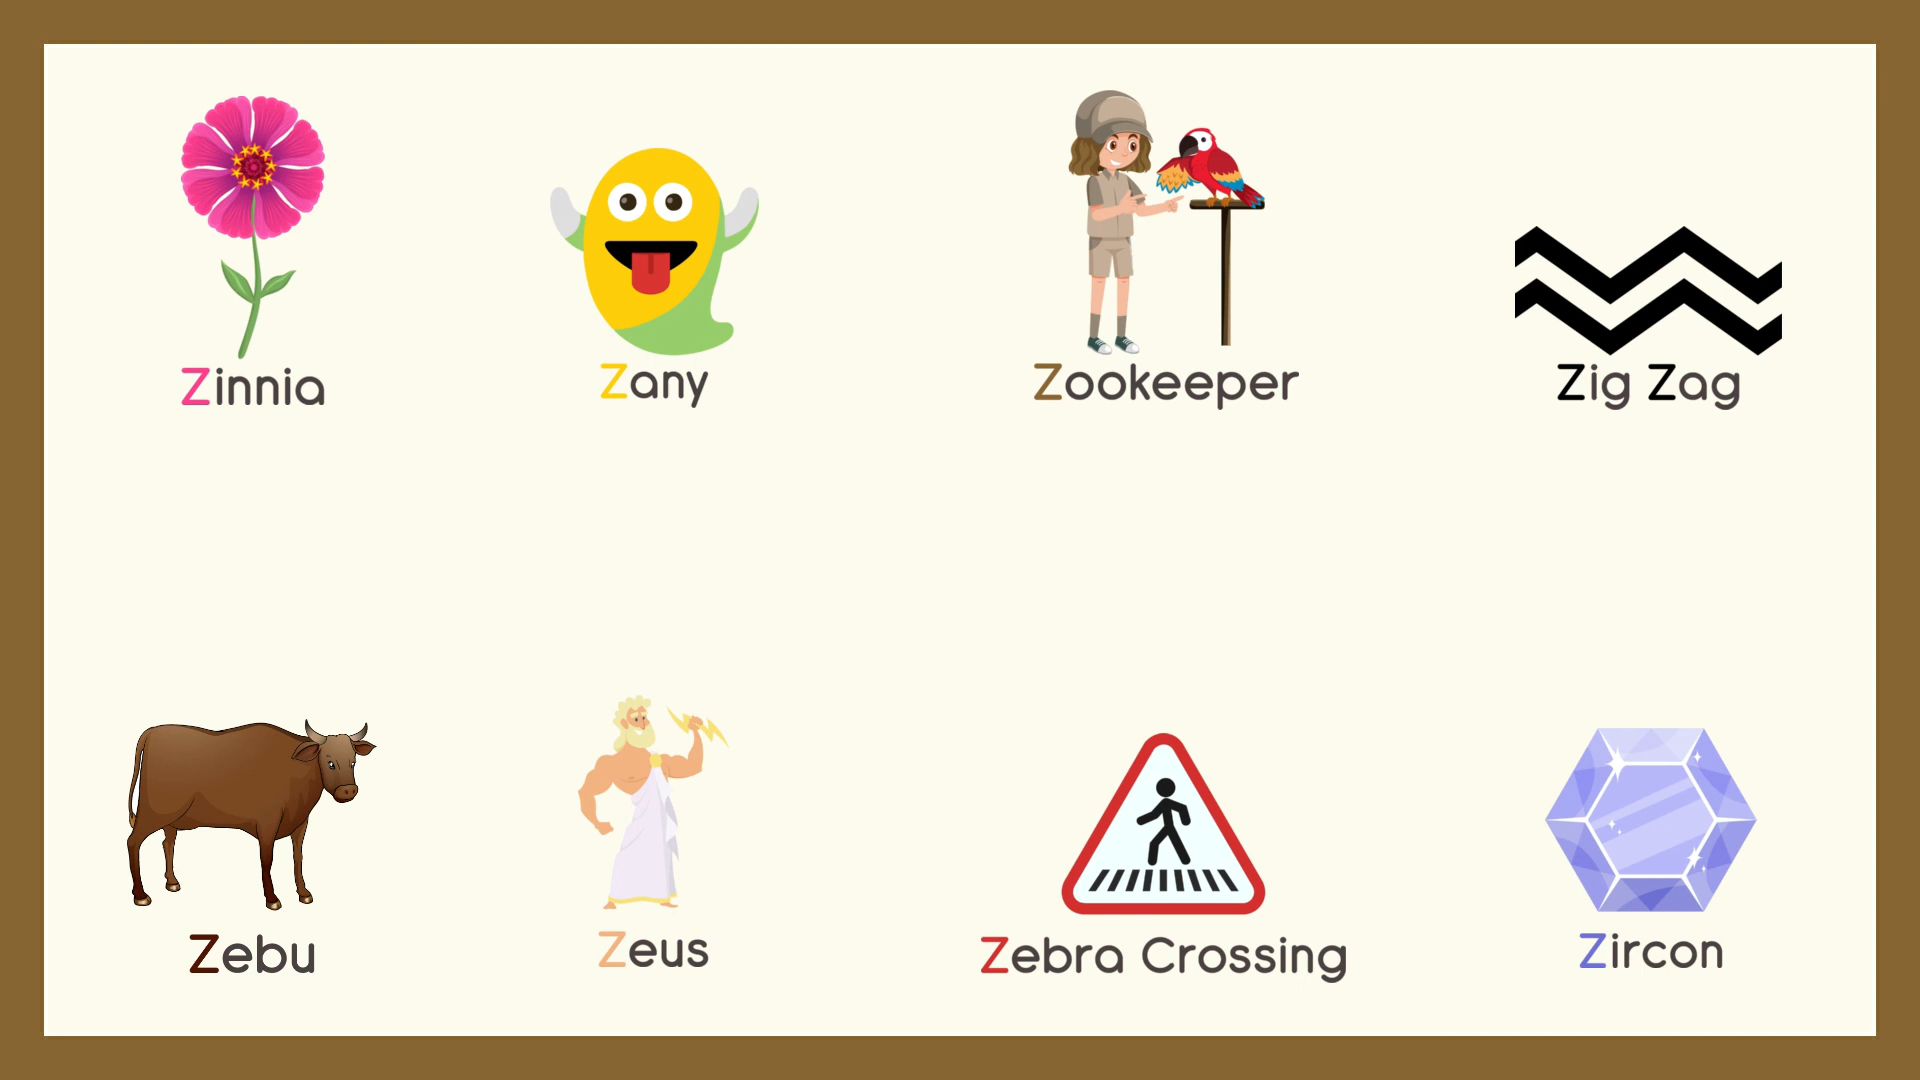 Zinnia
Zany
Zookeeper
Zig Zag
Zebu
Zeus
Zebra Crossing
Zircon